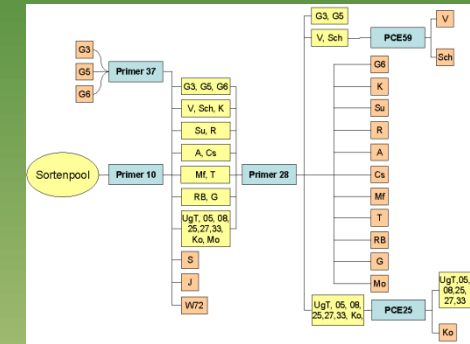 G3
G5
G6
Primer 37
Sortenpool
Primer 10
G3, G5, G6
V, Sch, K
Su, R
A, Cs
Mf, T
RB, G
UgT, 05, 08,
25,27,33,
Ko, Mo
S
J
W72
Primer 28
G3, G5
V, Sch
PCE59
V
Sch
G6
K
Su
R
A
Cs
Mf
T
RB
G
Mo
UgT, 05, 08,
25,27,33, Ko,
PCE25
UgT,05,
08,25,
27,33
Ko